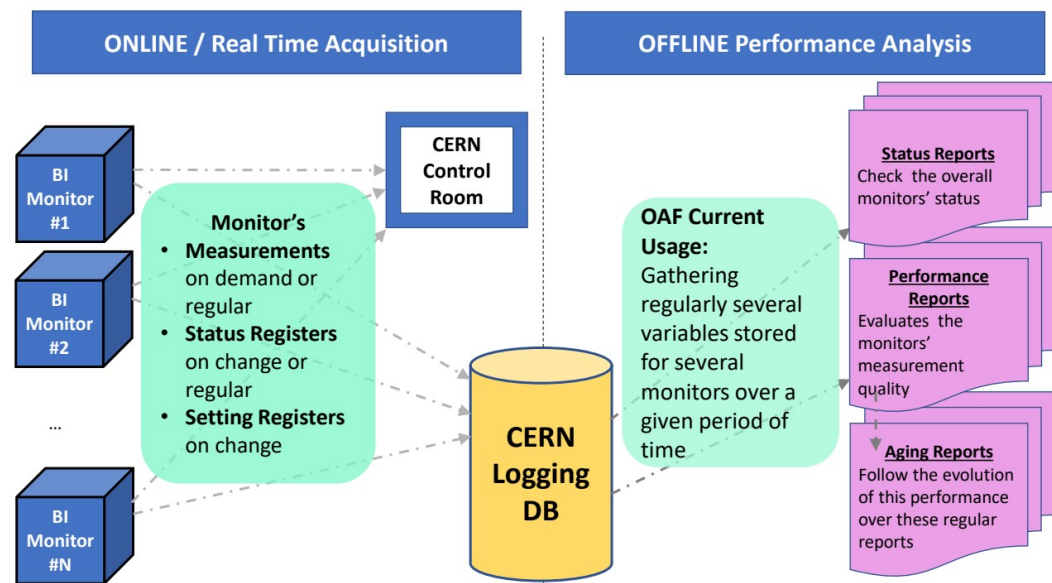 ONLINE / Real Time Acquisition
OFFLINE Performance Analysis
BI
Monitor
#1
BI
Monitor
#2
...
BI
Monitor
#N
Monitor's
• Measurements
on demand or
regular
• Status Registers
on change or
regular
• Setting Registers
on change
CERN
Control
Room
CERN
Logging
DB
OAF Current
Usage:
Gathering
regularly several
variables stored
for several
monitors over a
given period of
time
Status Reports
Check the overall
monitors' status
Performance
Reports
Evaluates the
monitors'
measurement
quality
Aging Reports
Follow the evolution
of this performance
over these regular
reports